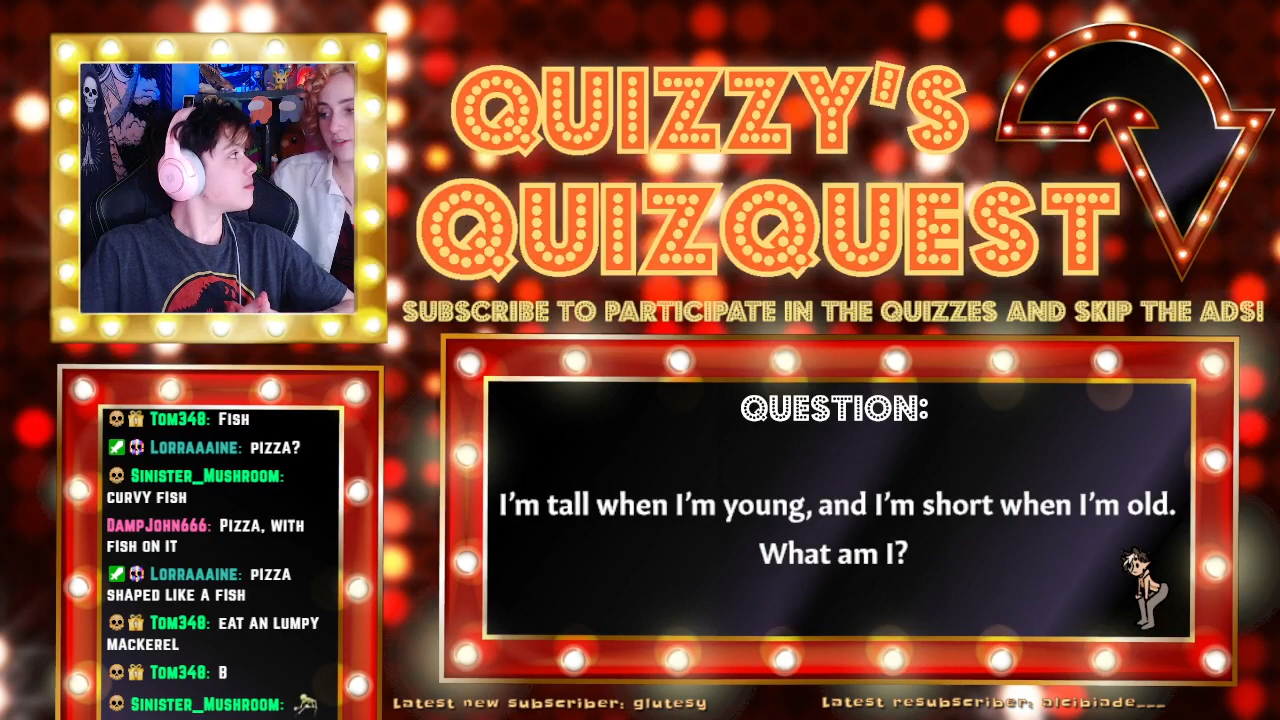 QUIZZY'S
QUIZQUEST
SUBSCRIBE TO PARTICIPATE IN THE QUIZZES AND SKIP THE ADS!
Tom348: Fish
Lorraaaine: pizza?
Sinister_Mushroom:
curvy fish
DampJohn666: Pizza, with
fish on it
Lorraaaine: pizza
shaped like a fish
Tom348: eat an lumpy
mackerel
Tom348: B
Sinister_Mushroom:
QUESTION:
I'm tall when I'm young, and I'm short when I'm old.
What am I?
Latest new subscriber: glutesy
Latest resubscriber: alcibiade___